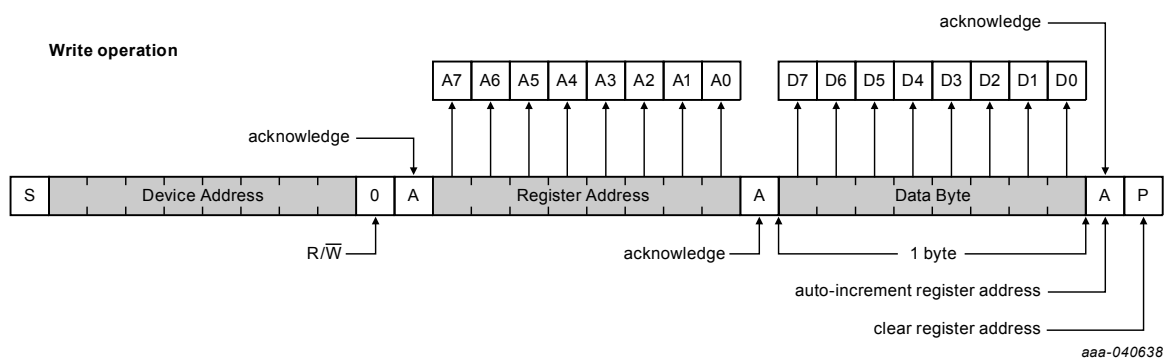 acknowledge
Write operation
A7 A6 A5 A4 A3 A2 A1 A0 D7 D6 D5 D4 D3 D2 D1 D0
acknowledge
S Device Address 0 A Register Address A Data Byte A P
R/W̅ acknowledge 1 byte
auto-increment register address
clear register address
aaa-040638